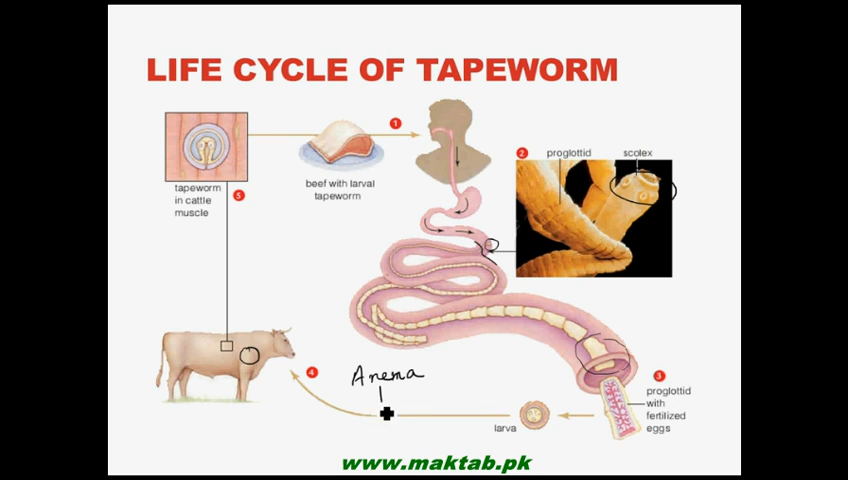 LIFE CYCLE OF TAPEWORM
1
2
proglottid
scolex
tapeworm
in cattle
muscle
5
beef with larval
tapeworm
4
Anema
3
proglottid
with
fertilized
eggs
larva
www.maktab.pk